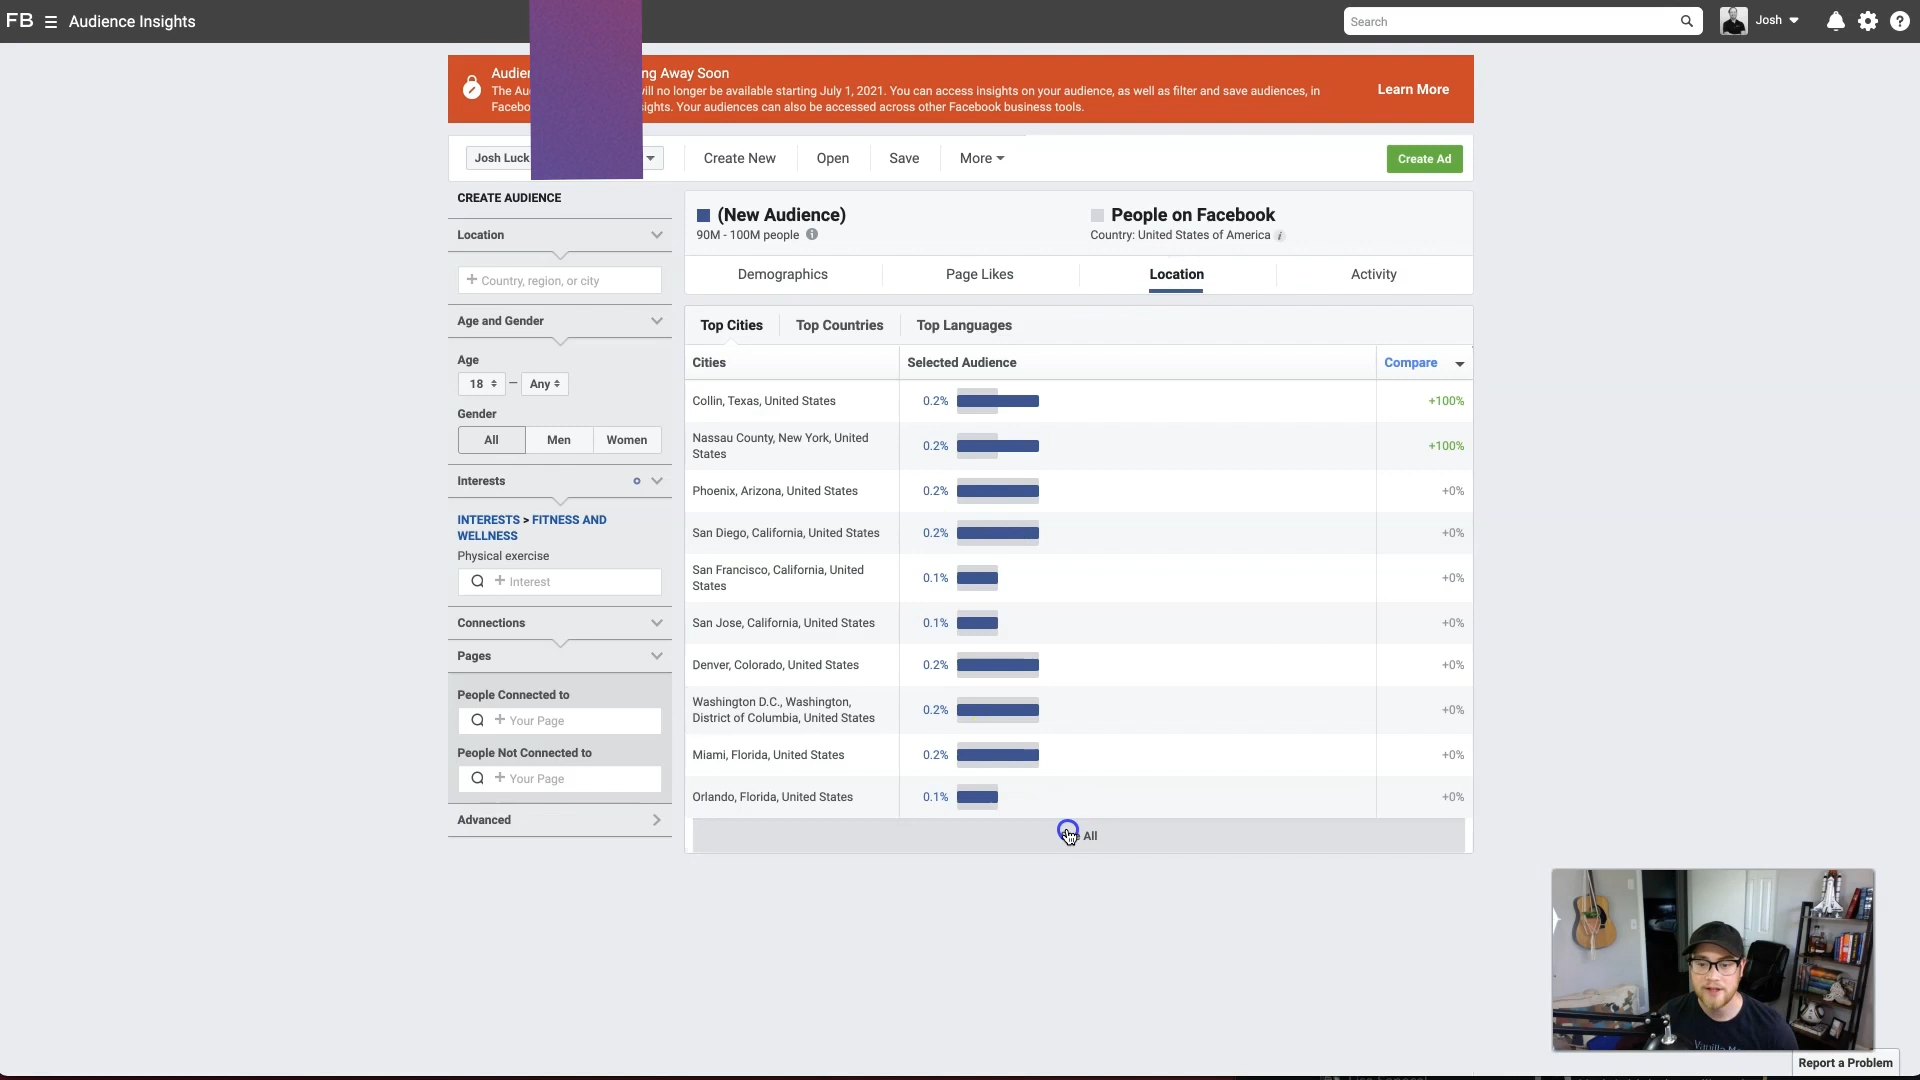 FB Audience Insights
Search
Josh
ng Away Soon
The will no longer be available starting July 1, 2021. You can access insights on your audience, as well as filter and save audiences, in
Your audiences can also be accessed across other Facebook business tools.
Learn More
Josh Luck
Create New
Open
Save
More
Create Ad
CREATE AUDIENCE
Location
+ Country, region, or city
Age and Gender
Age
18 – Any
Gender
All Men Women
Interests
INTERESTS > FITNESS AND
WELLNESS
Physical exercise
+ Interest
Connections
Pages
People Connected to
+ Your Page
People Not Connected to
+ Your Page
Advanced
(New Audience)
90M - 100M people
People on Facebook
Country: United States of America
Demographics
Page Likes
Location
Activity
Top Cities
Top Countries
Top Languages
Cities
Selected Audience
Compare
Collin, Texas, United States
0.2%
+100%
Nassau County, New York, United
States
0.2%
+100%
Phoenix, Arizona, United States
0.2%
+0%
San Diego, California, United States
0.2%
+0%
San Francisco, California, United
States
0.1%
+0%
San Jose, California, United States
0.1%
+0%
Denver, Colorado, United States
0.2%
+0%
Washington D.C., Washington,
District of Columbia, United States
0.2%
+0%
Miami, Florida, United States
0.2%
+0%
Orlando, Florida, United States
0.1%
+0%
All
Vanilla
Report a Problem